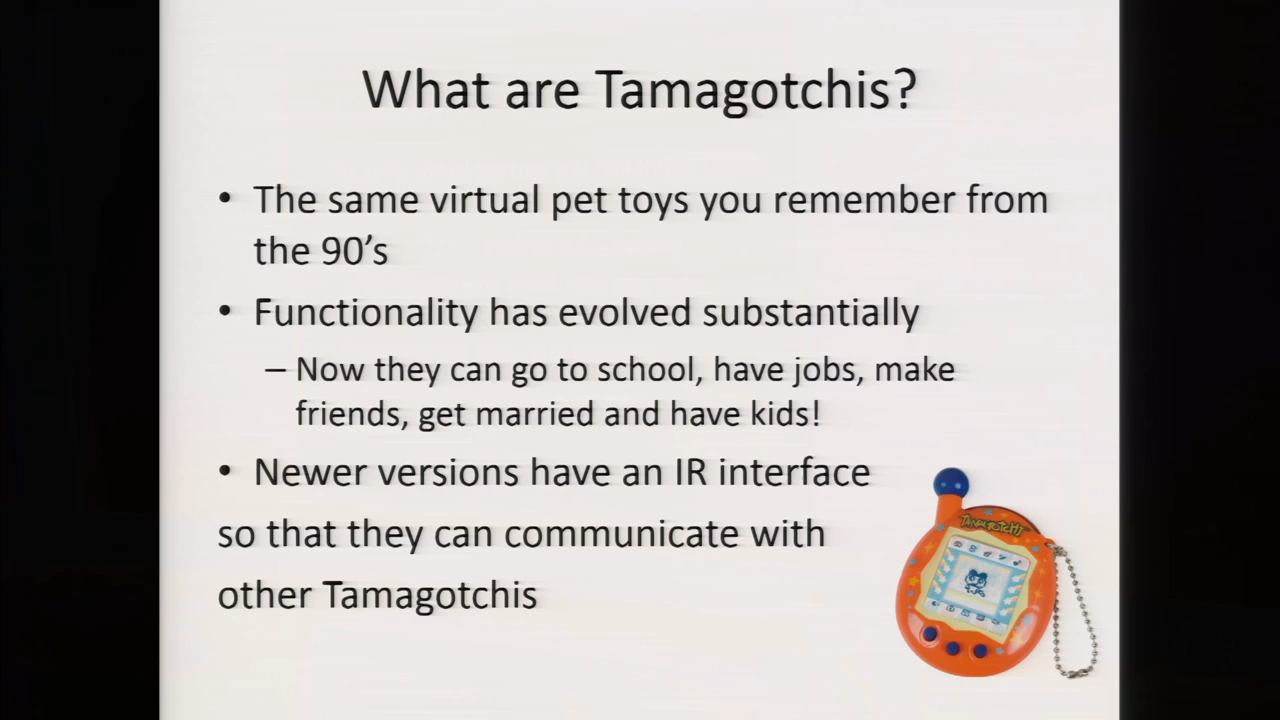 What are Tamagotchis?
• The same virtual pet toys you remember from
the 90's
• Functionality has evolved substantially
– Now they can go to school, have jobs, make
friends, get married and have kids!
• Newer versions have an IR interface
so that they can communicate with
other Tamagotchis
TAMAGOTCHI